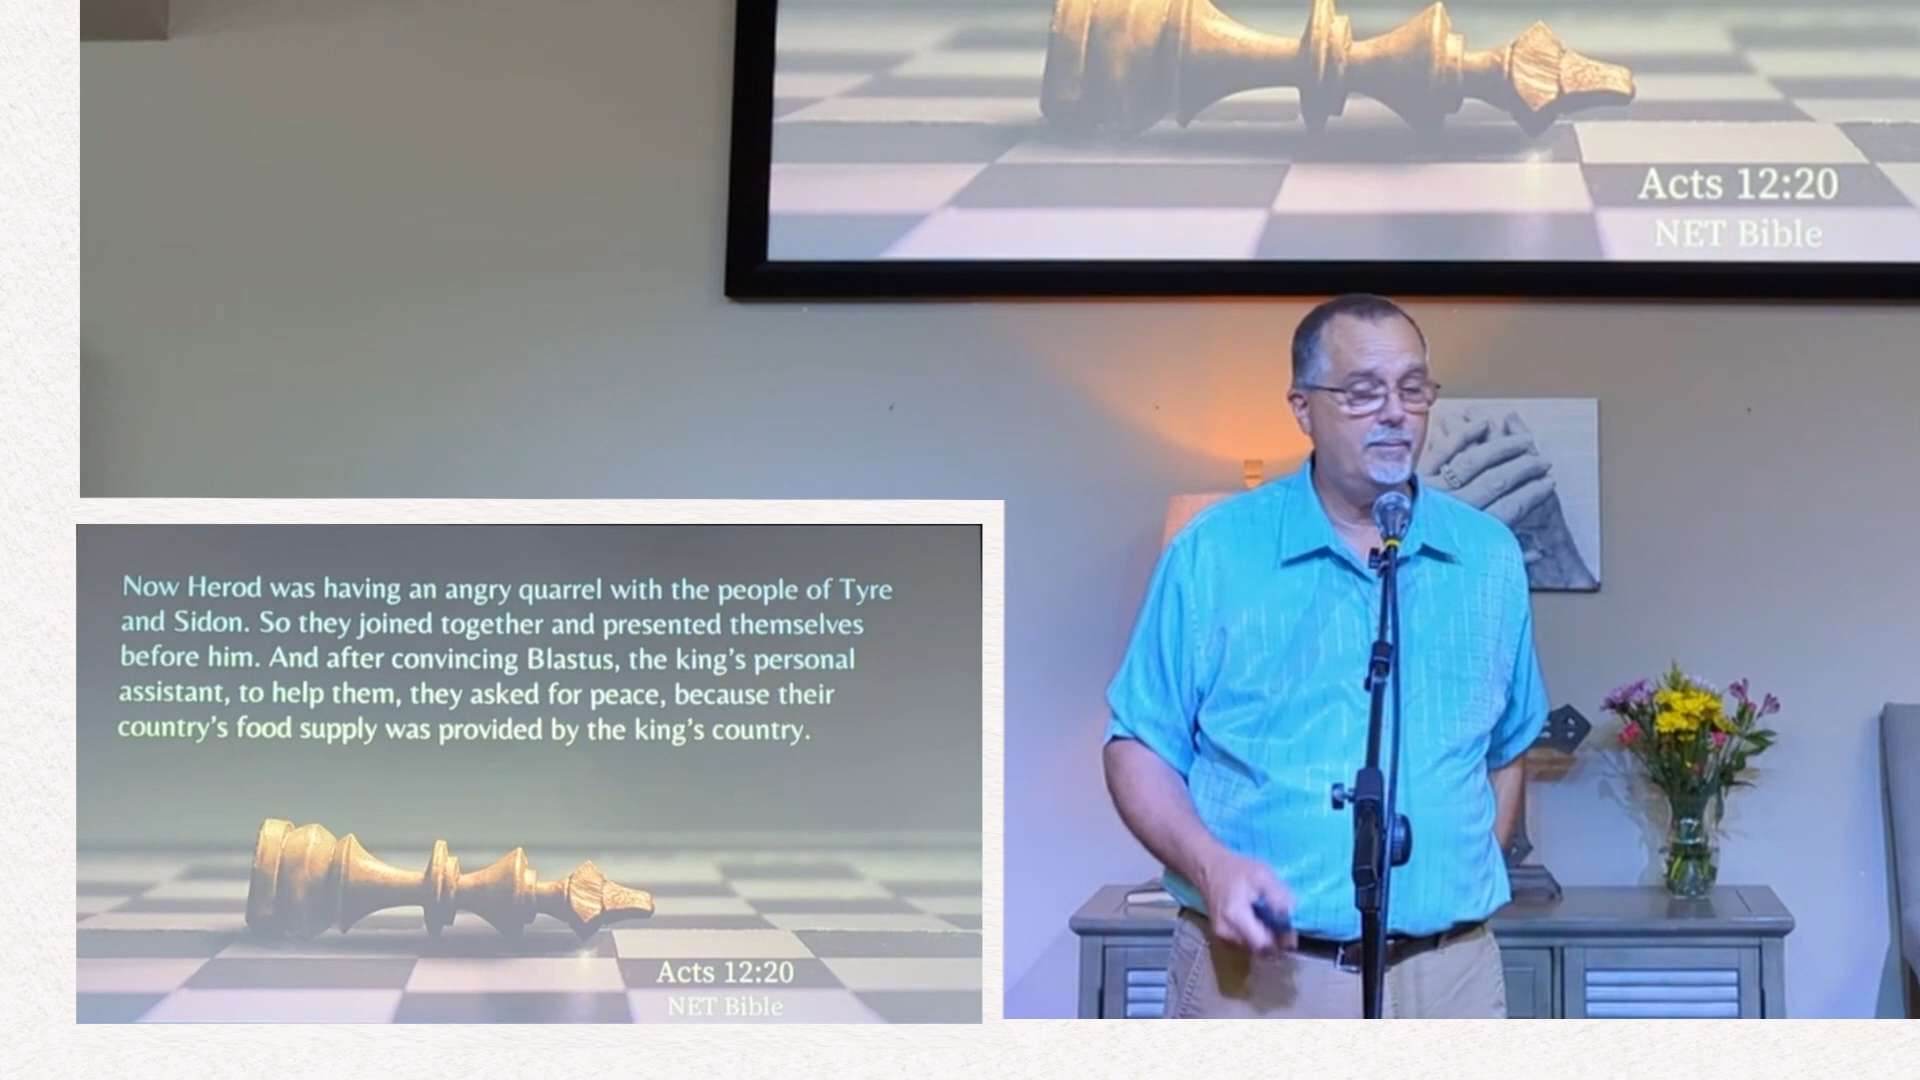 Acts 12:20
NET Bible
Now Herod was having an angry quarrel with the people of Tyre
and Sidon. So they joined together and presented themselves
before him. And after convincing Blastus, the king's personal
assistant, to help them, they asked for peace, because their
country's food supply was provided by the king's country.
Acts 12:20
NET Bible